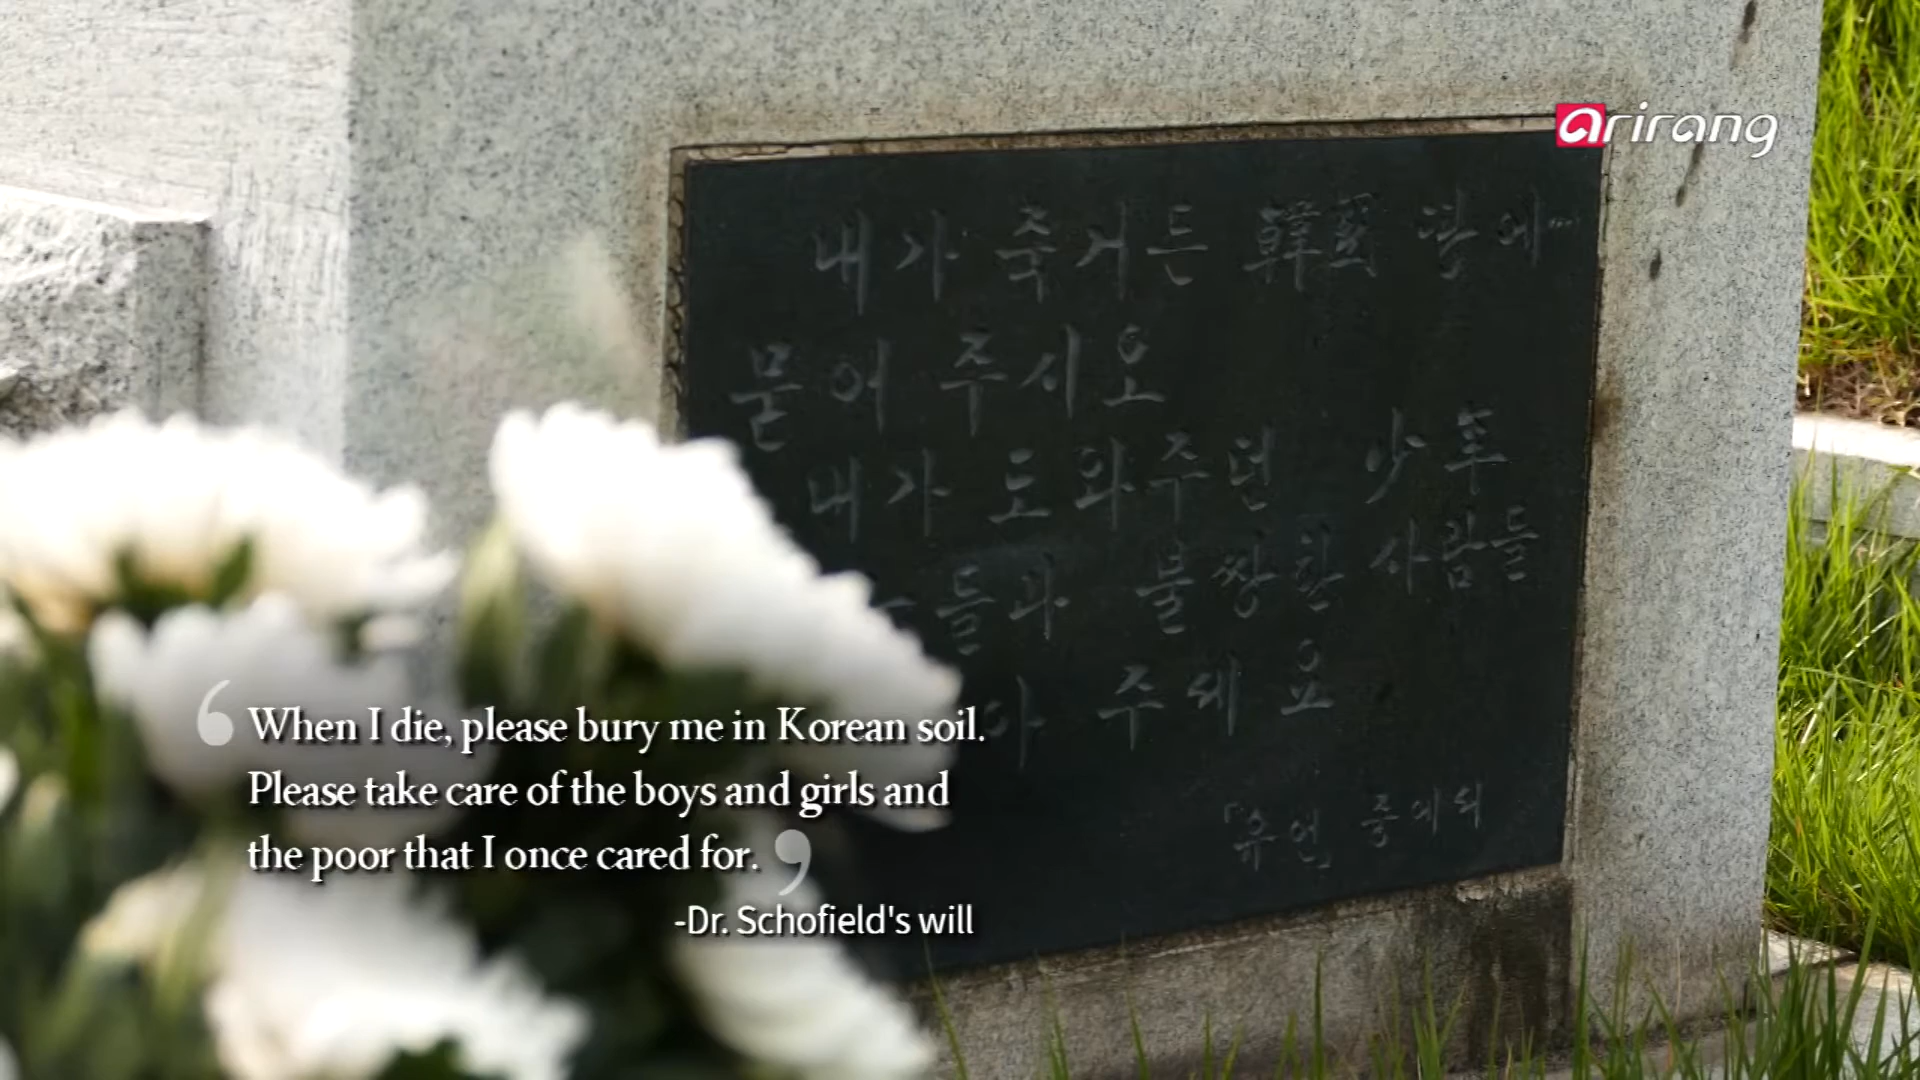 arirang
내가 죽거든 韓國 땅에…
묻어 주시오
내가 도와주던 少年
들과 불쌍한 사람들
아 주세요
「유언」 중에서
‘When I die, please bury me in Korean soil.
Please take care of the boys and girls and
the poor that I once cared for.’
-Dr. Schofield's will